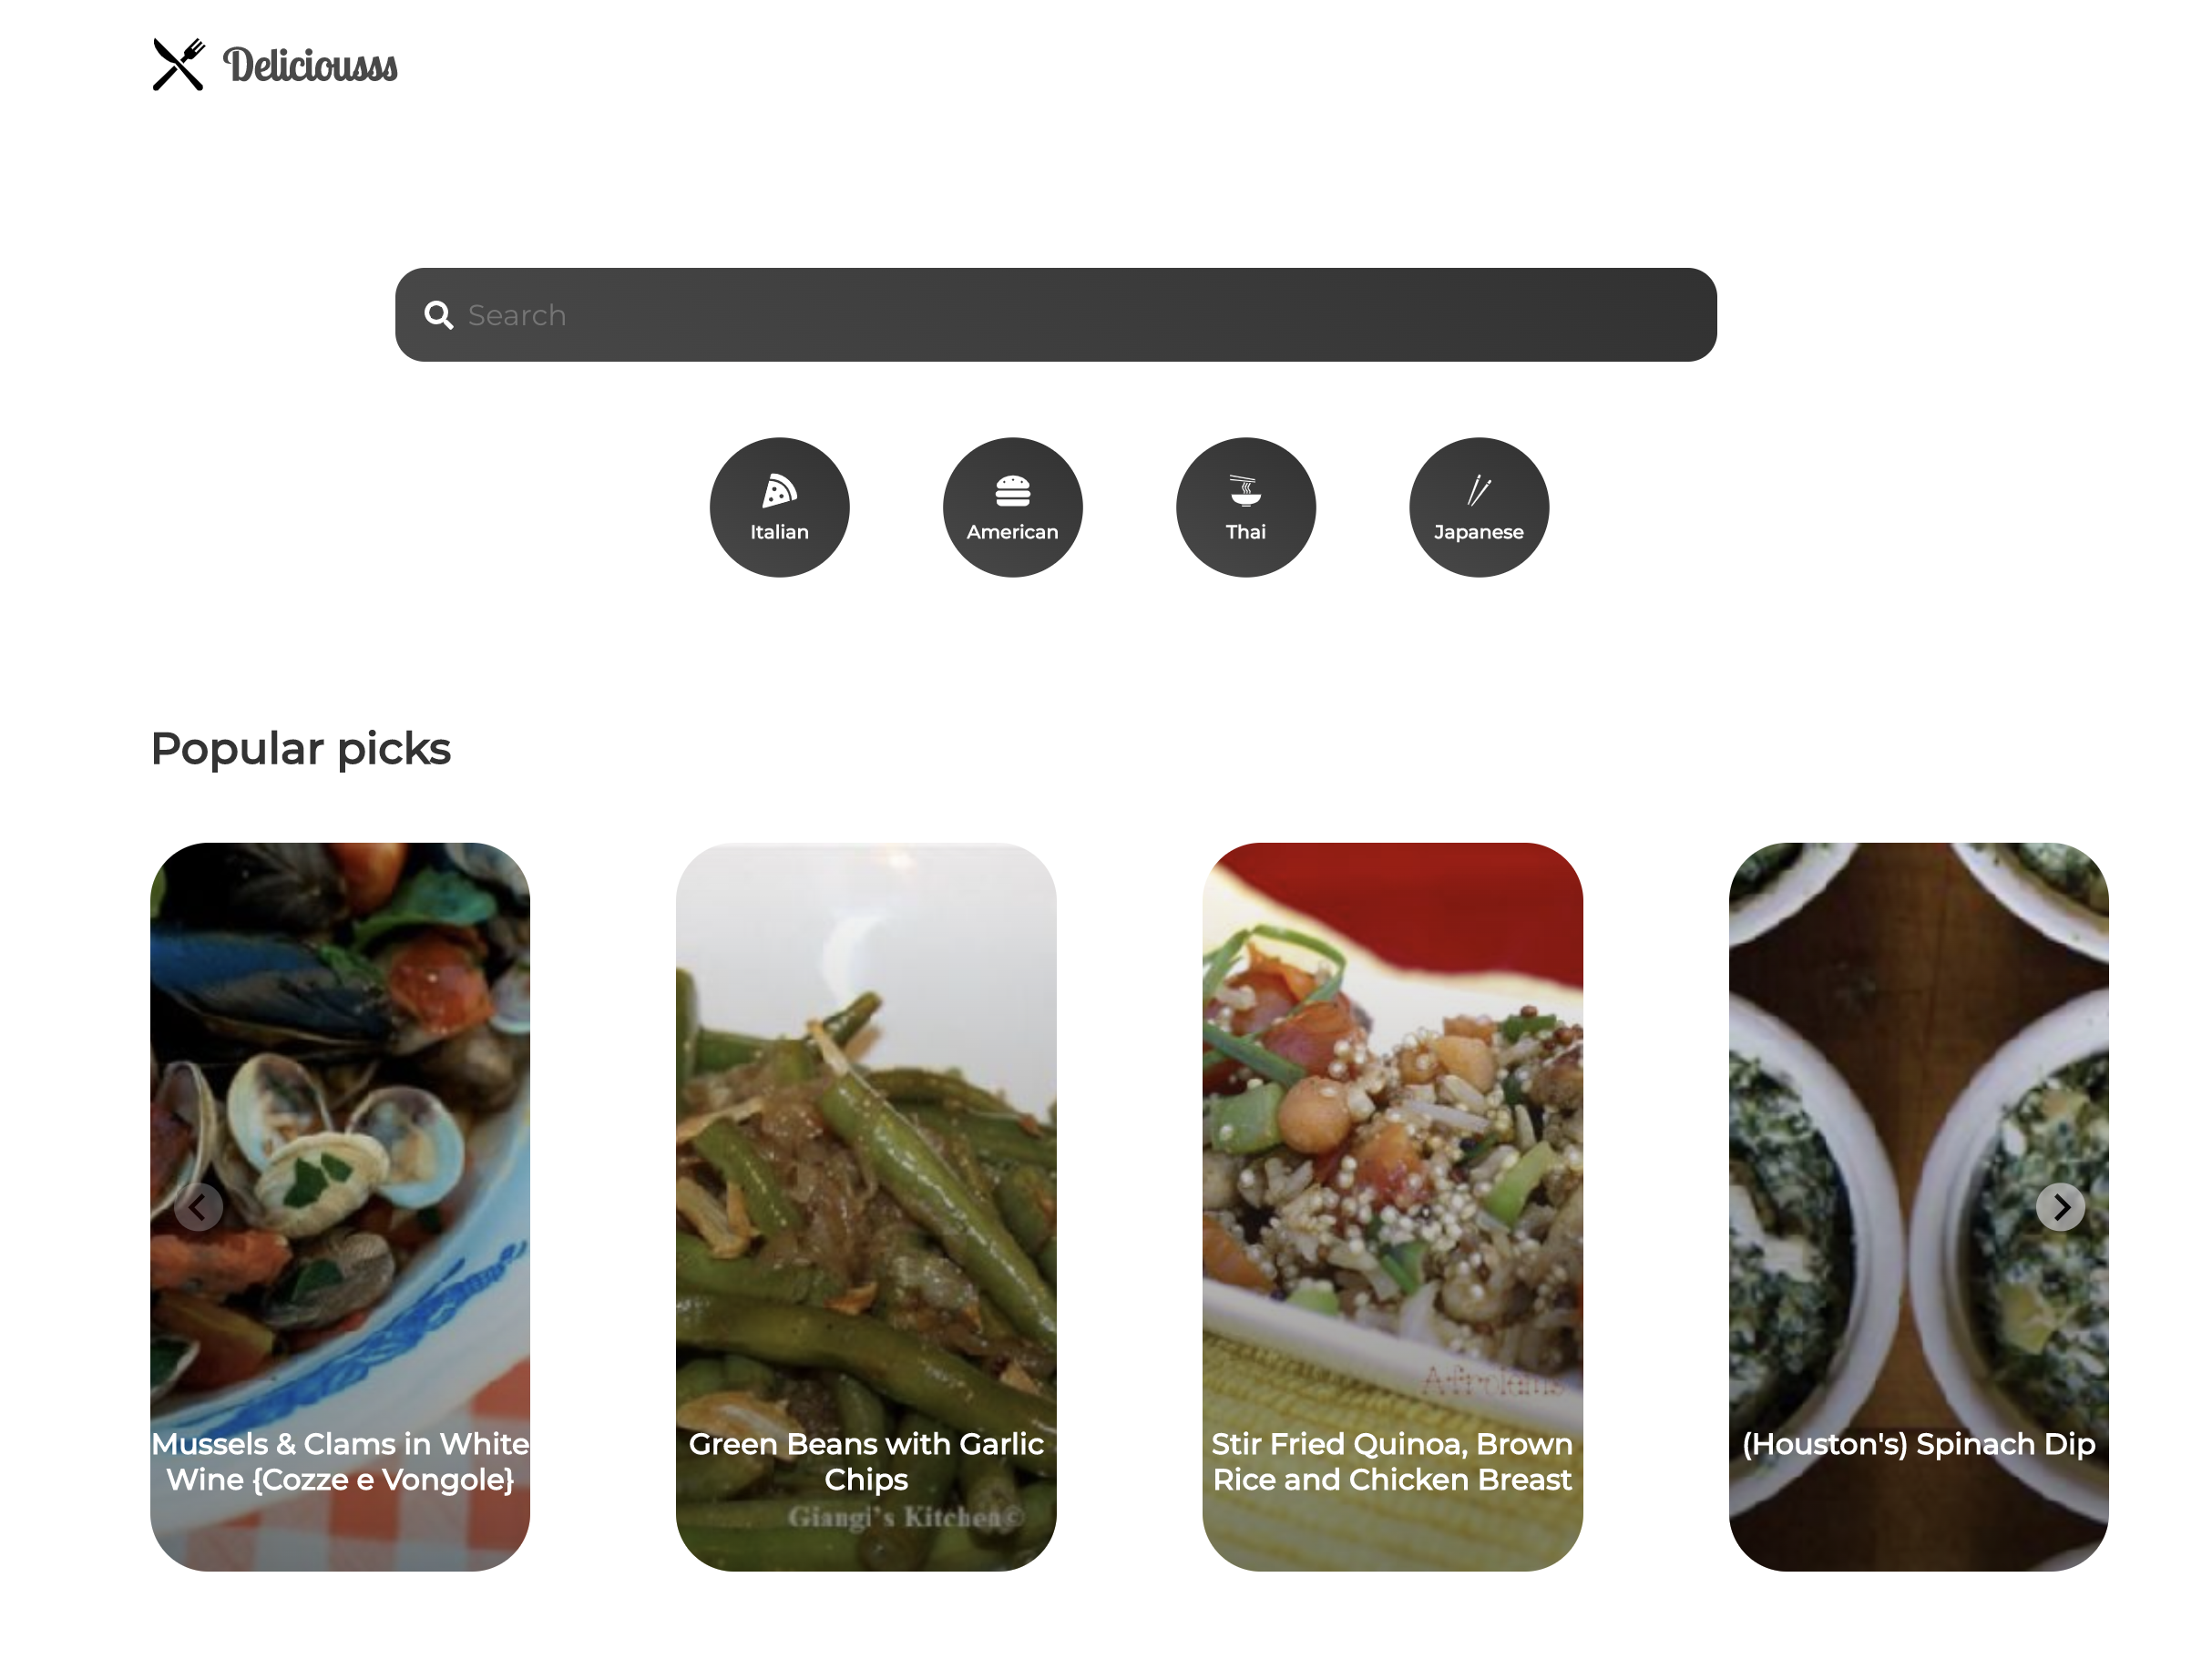 Deliciousss
Search
Italian
American
Thai
Japanese
Popular picks
Mussels & Clams in White
Wine {Cozze e Vongole}
Green Beans with Garlic
Chips
Giangi's Kitchen©
Stir Fried Quinoa, Brown
Rice and Chicken Breast
(Houston's) Spinach Dip